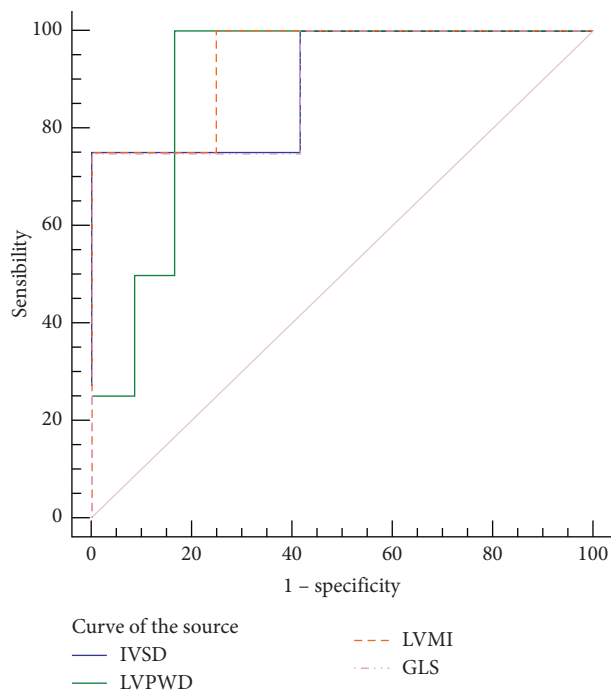 100
80
60
40
20
0
Sensibility
0 20 40 60 80 100
1 – specificity
Curve of the source
IVSD
LVPWD
LVMI
GLS